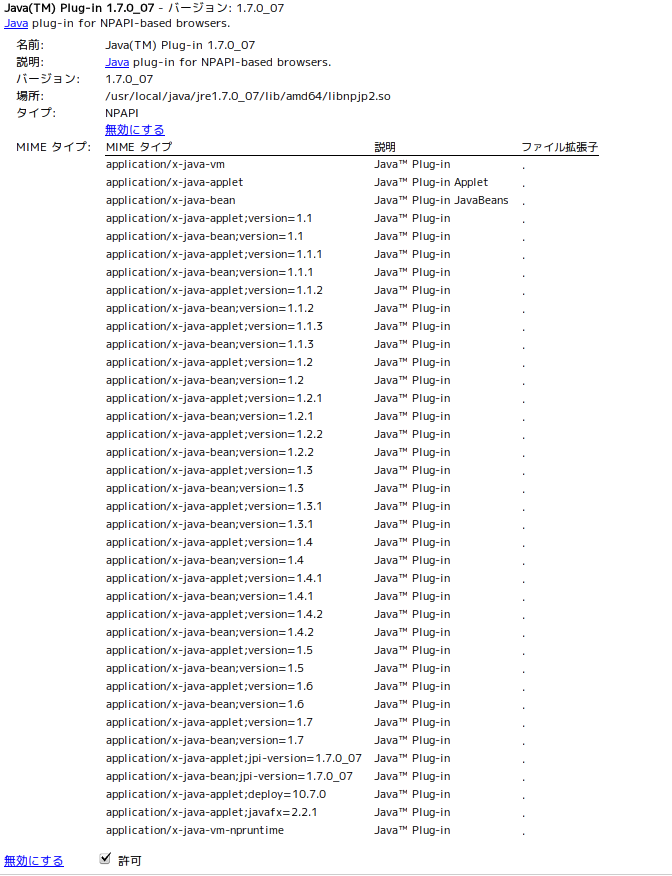 Java(TM) Plug-in 1.7.0_07 - バージョン: 1.7.0_07
Java plug-in for NPAPI-based browsers.
名前: Java(TM) Plug-in 1.7.0_07
説明: Java plug-in for NPAPI-based browsers.
バージョン: 1.7.0_07
場所: /usr/local/java/jre1.7.0_07/lib/amd64/libnpjp2.so
タイプ: NPAPI
無効にする
MIME タイプ: MIME タイプ 説明 ファイル拡張子
application/x-java-vm Java™ Plug-in .
application/x-java-applet Java™ Plug-in Applet .
application/x-java-bean Java™ Plug-in JavaBeans .
application/x-java-applet;version=1.1 Java™ Plug-in .
application/x-java-bean;version=1.1 Java™ Plug-in .
application/x-java-applet;version=1.1.1 Java™ Plug-in .
application/x-java-bean;version=1.1.1 Java™ Plug-in .
application/x-java-applet;version=1.1.2 Java™ Plug-in .
application/x-java-bean;version=1.1.2 Java™ Plug-in .
application/x-java-applet;version=1.1.3 Java™ Plug-in .
application/x-java-bean;version=1.1.3 Java™ Plug-in .
application/x-java-applet;version=1.2 Java™ Plug-in .
application/x-java-bean;version=1.2 Java™ Plug-in .
application/x-java-applet;version=1.2.1 Java™ Plug-in .
application/x-java-bean;version=1.2.1 Java™ Plug-in .
application/x-java-applet;version=1.2.2 Java™ Plug-in .
application/x-java-bean;version=1.2.2 Java™ Plug-in .
application/x-java-applet;version=1.3 Java™ Plug-in .
application/x-java-bean;version=1.3 Java™ Plug-in .
application/x-java-applet;version=1.3.1 Java™ Plug-in .
application/x-java-bean;version=1.3.1 Java™ Plug-in .
application/x-java-applet;version=1.4 Java™ Plug-in .
application/x-java-bean;version=1.4 Java™ Plug-in .
application/x-java-applet;version=1.4.1 Java™ Plug-in .
application/x-java-bean;version=1.4.1 Java™ Plug-in .
application/x-java-applet;version=1.4.2 Java™ Plug-in .
application/x-java-bean;version=1.4.2 Java™ Plug-in .
application/x-java-applet;version=1.5 Java™ Plug-in .
application/x-java-bean;version=1.5 Java™ Plug-in .
application/x-java-applet;version=1.6 Java™ Plug-in .
application/x-java-bean;version=1.6 Java™ Plug-in .
application/x-java-applet;version=1.7 Java™ Plug-in .
application/x-java-bean;version=1.7 Java™ Plug-in .
application/x-java-applet;jpi-version=1.7.0_07 Java™ Plug-in .
application/x-java-bean;jpi-version=1.7.0_07 Java™ Plug-in .
application/x-java-applet;deploy=10.7.0 Java™ Plug-in .
application/x-java-applet;javafx=2.2.1 Java™ Plug-in .
application/x-java-vm-npruntime Java™ Plug-in .
無効にする 許可